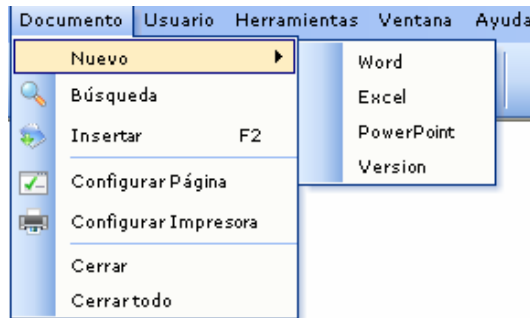 Documento Usuario Herramientas Ventana Ayuda
Nuevo
Búsqueda
Insertar F2
Configurar Página
Configurar Impresora
Cerrar
Cerrar todo
Word
Excel
PowerPoint
Version